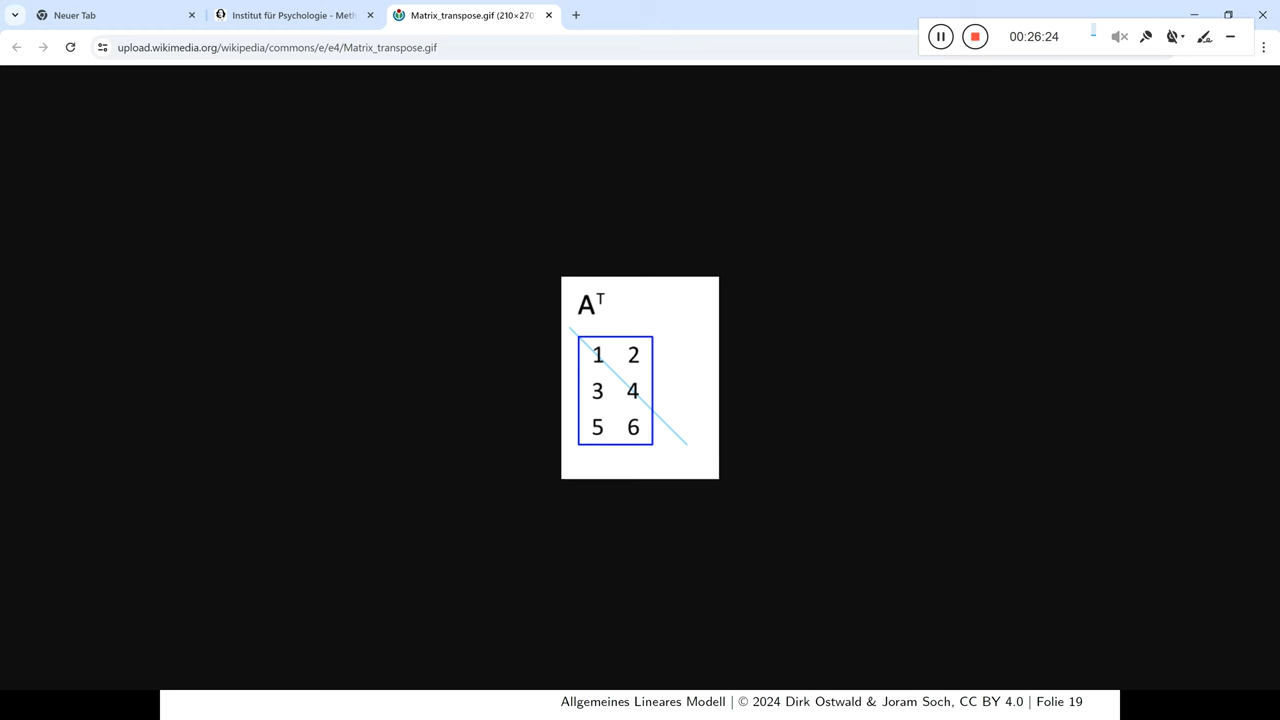 Neuer Tab
Institut für Psychologie - Meth
Matrix_transpose.gif (210×270
upload.wikimedia.org/wikipedia/commons/e/e4/Matrix_transpose.gif
00:26:24
Aᵀ
1 2
3 4
5 6
Allgemeines Lineares Modell | © 2024 Dirk Ostwald & Joram Soch, CC BY 4.0 | Folie 19